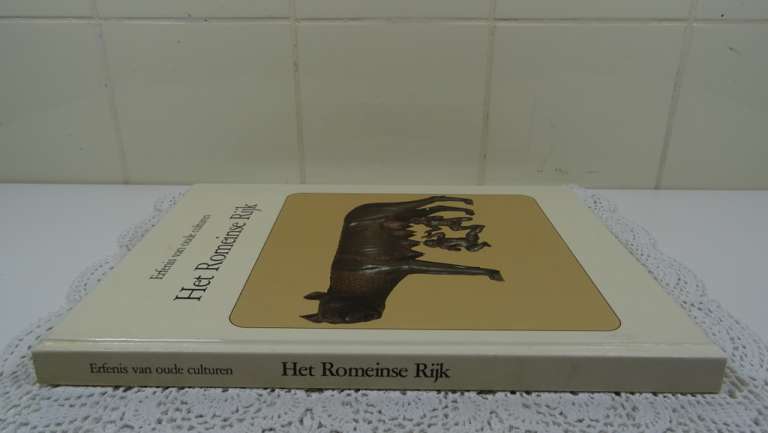 Erfenis van oude culturen
Het Romeinse Rijk
Erfenis van oude culturen Het Romeinse Rijk